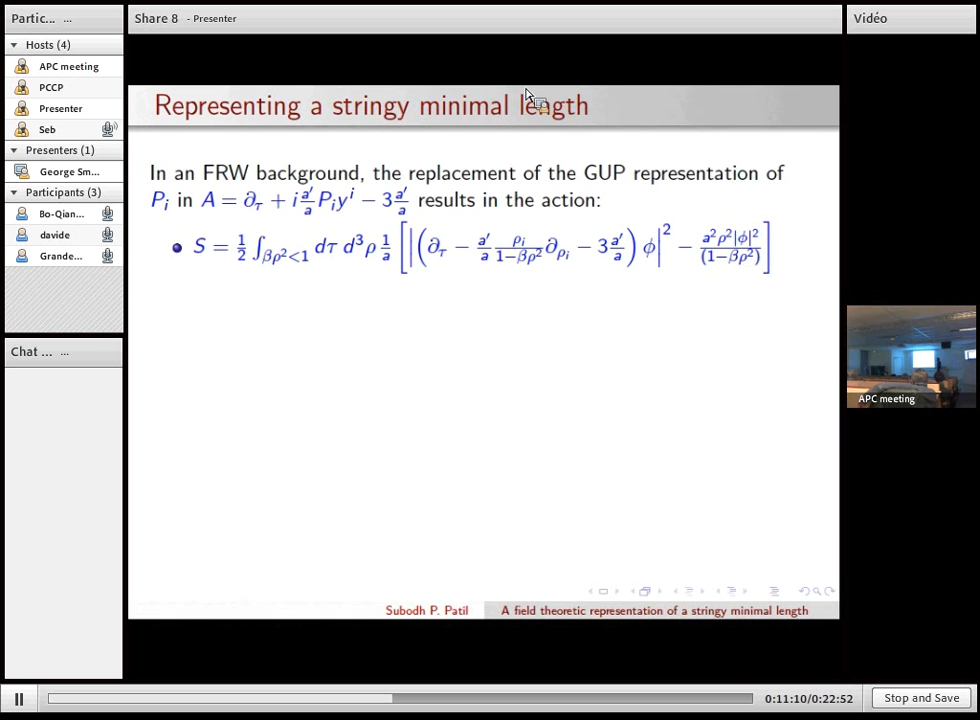 Partic... ...
Hosts (4)
APC meeting
PCCP
Presenter
Seb
Presenters (1)
George Sm...
Participants (3)
Bo-Qian...
davide
Grande...
Chat ... ...
Share 8 - Presenter
Representing a stringy minimal length
In an FRW background, the replacement of the GUP representation of
P_i in A = ∂_τ + i a′/a P_i y^i − 3 a′/a results in the action:
S = 1/2 ∫_{βρ²<1} dτ d³ρ 1/a [ |(∂_τ − a′/a ρ_i/(1−βρ²) ∂_{ρ_i} − 3 a′/a) φ|² − a²ρ²|φ|²/(1−βρ²) ]
Subodh P. Patil A field theoretic representation of a stringy minimal length
Vidéo
APC meeting
0:11:10/0:22:52
Stop and Save